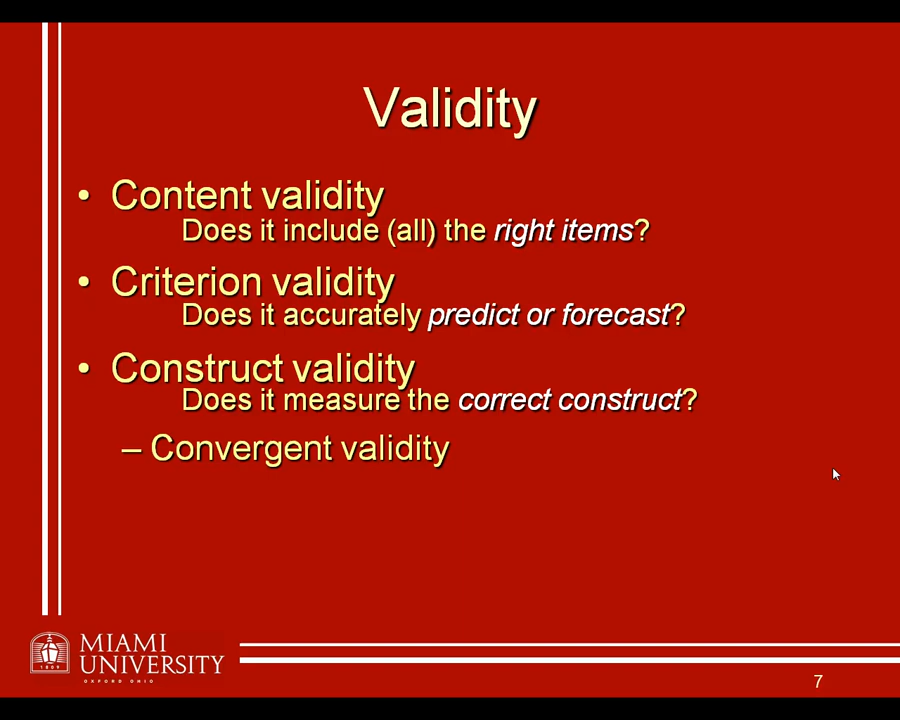 Validity
• Content validity
Does it include (all) the right items?
• Criterion validity
Does it accurately predict or forecast?
• Construct validity
Does it measure the correct construct?
– Convergent validity
MIAMI
UNIVERSITY
1809
OXFORD OHIO
7